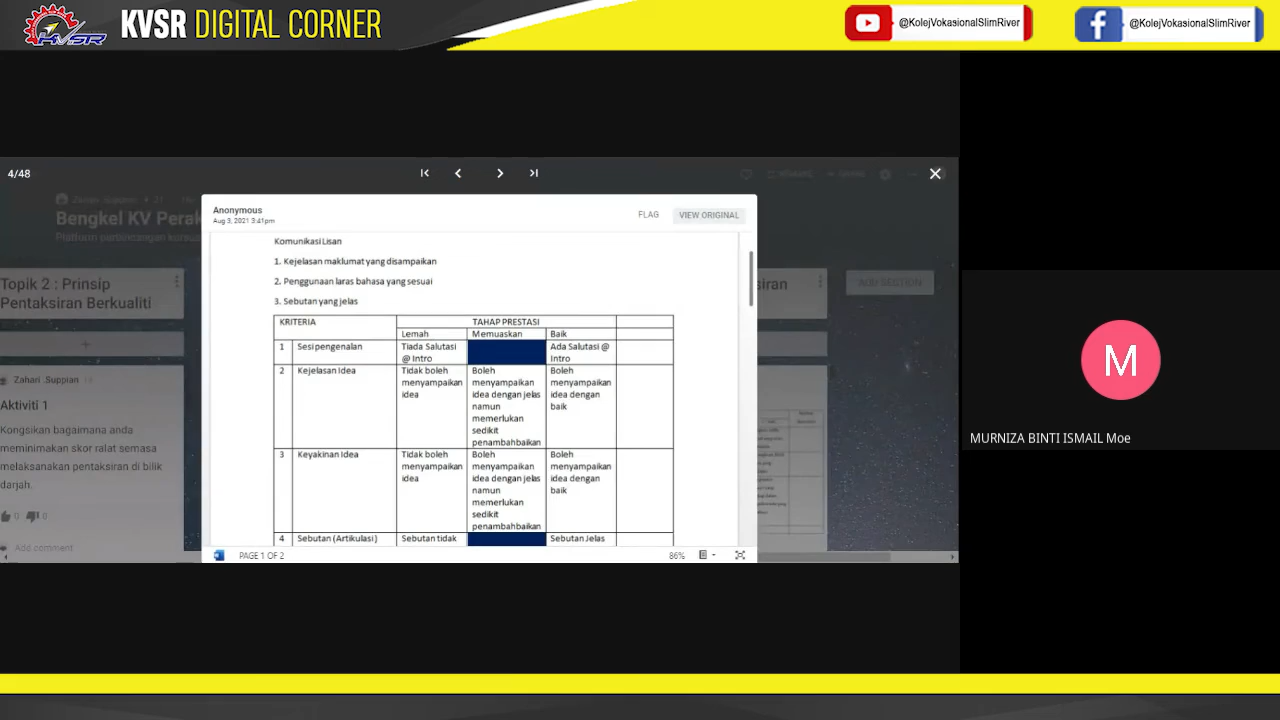 KVSR
KVSR DIGITAL CORNER
@KolejVokasionalSlimRiver
@KolejVokasionalSlimRiver
4/48
Zahari .Suppian
Bengkel KV Perak
Topik 2 : Prinsip
Pentaksiran Berkualiti
Zahari .Suppian
Aktiviti 1
Kongsikan bagaimana anda
meminimakan skor ralat semasa
melaksanakan pentaksiran di bilik
darjah.
0 0
Add comment
Anonymous
Aug 3, 2021 3:41pm
FLAG
VIEW ORIGINAL
Komunikasi Lisan
1. Kejelasan maklumat yang disampaikan
2. Penggunaan laras bahasa yang sesuai
3. Sebutan yang jelas
KRITERIA TAHAP PRESTASI
Lemah Memuaskan Baik
1 Sesi pengenalan Tiada Salutasi Ada Salutasi @
@ Intro Intro
2 Kejelasan Idea Tidak boleh Boleh Boleh
menyampaikan menyampaikan menyampaikan
idea idea dengan jelas idea dengan
namun baik
memerlukan
sedikit
penambahbaikan
3 Keyakinan Idea Tidak boleh Boleh Boleh
menyampaikan menyampaikan menyampaikan
idea idea dengan jelas idea dengan
namun baik
memerlukan
sedikit
penambahbaikan
4 Sebutan (Artikulasi) Sebutan tidak Sebutan Jelas
PAGE 1 OF 2
86%
ADD SECTION
M
MURNIZA BINTI ISMAIL Moe